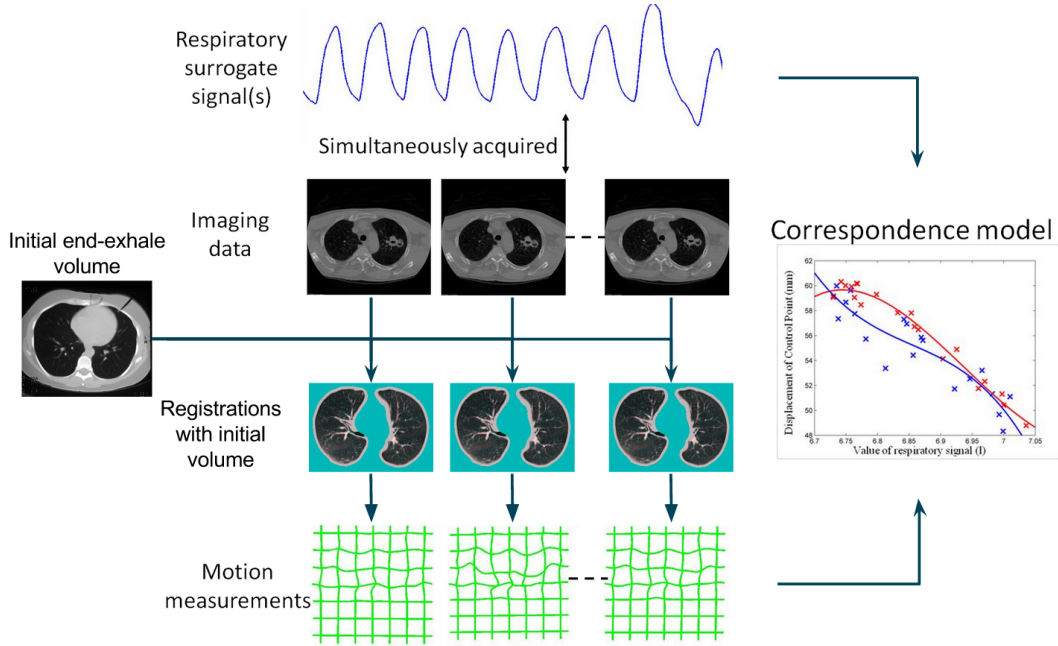 Respiratory
surrogate
signal(s)
Simultaneously acquired
Imaging
data
Initial end-exhale
volume
Registrations
with initial
volume
Motion
measurements
Correspondence model
Displacement of Control Point (mm)
62
60
58
56
54
52
50
48
6.7
6.75
6.8
6.85
6.9
6.95
7
7.05
Value of respiratory signal (l)